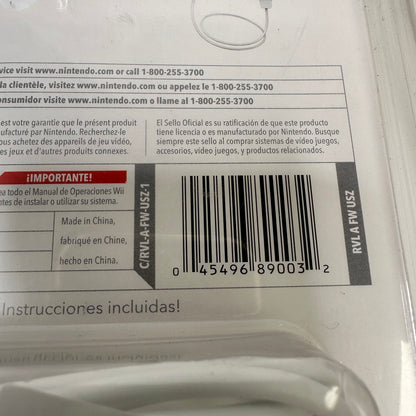 vice visit www.nintendo.com or call 1-800-255-3700
la clientèle, visitez www.nintendo.com ou appelez le 1-800-255-3700
onsumidor visite www.nintendo.com o llame al 1-800-255-3700
est votre garantie que le présent produit
nufacturé par Nintendo. Recherchez-le
ous achetez des appareils de jeu vidéo,
es jeux et d'autres produits connexes.
El Sello Oficial es su ratificación de que este producto
tiene licencia o es manufacturado por Nintendo. Busque
siempre este sello al comprar sistemas de video juegos,
accesorios, video juegos, y productos relacionados.
¡IMPORTANTE!
ea todo el Manual de Operaciones Wii
ntes de instalar o utilizar su sistema.
Made in China,
fabriqué en Chine,
hecho en China.
C/RVL-A-FW-USZ-1
0 45496 89003 2
RVL A FW USZ
Instrucciones incluidas!